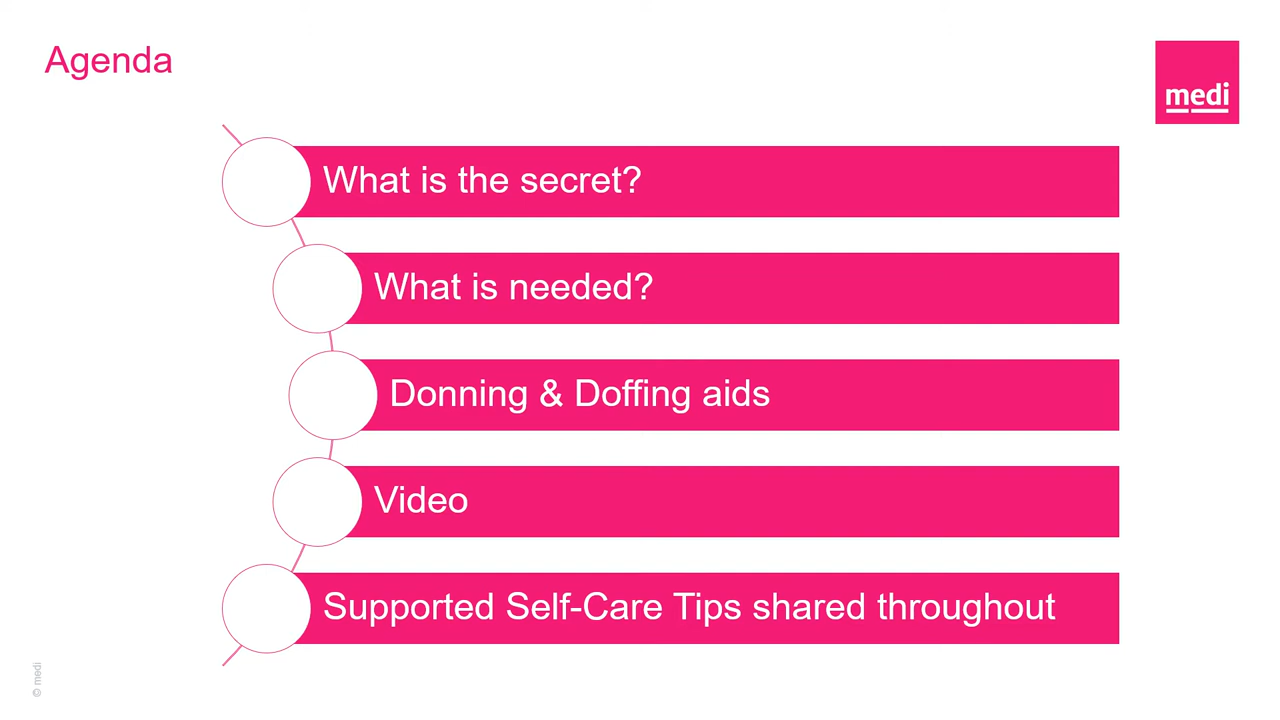 Agenda
medi
What is the secret?
What is needed?
Donning & Doffing aids
Video
Supported Self-Care Tips shared throughout
© medi